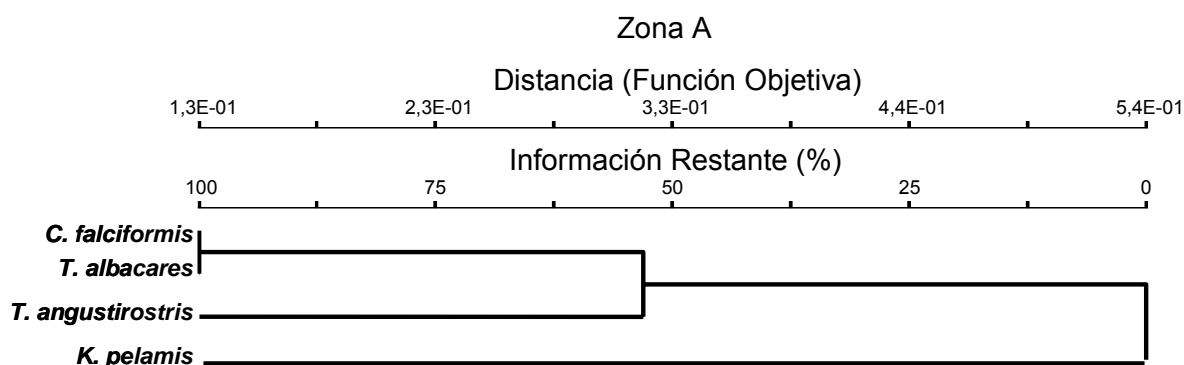 Zona A
Distancia (Función Objetiva)
1,3E-01 2,3E-01 3,3E-01 4,4E-01 5,4E-01
Información Restante (%)
100 75 50 25 0
C. falciformis
T. albacares
T. angustirostris
K. pelamis